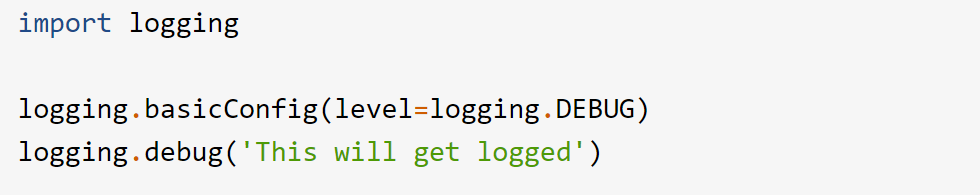 import logging
logging.basicConfig(level=logging.DEBUG)
logging.debug('This will get logged')